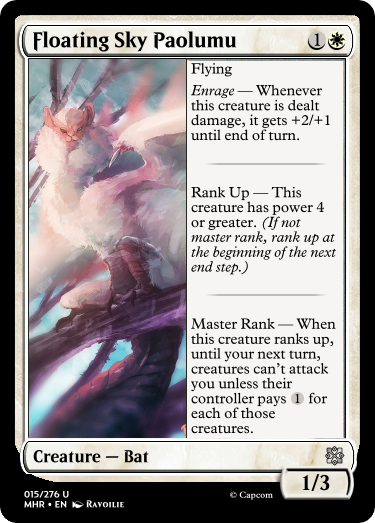 Floating Sky Paolumu 1
Flying
Enrage — Whenever
this creature is dealt
damage, it gets +2/+1
until end of turn.
Rank Up — This
creature has power 4
or greater. (If not
master rank, rank up at
the beginning of the next
end step.)
Master Rank — When
this creature ranks up,
until your next turn,
creatures can't attack
you unless their
controller pays 1 for
each of those
creatures.
Creature — Bat
1/3
015/276 U
MHR • EN Rayoilie
© Capcom